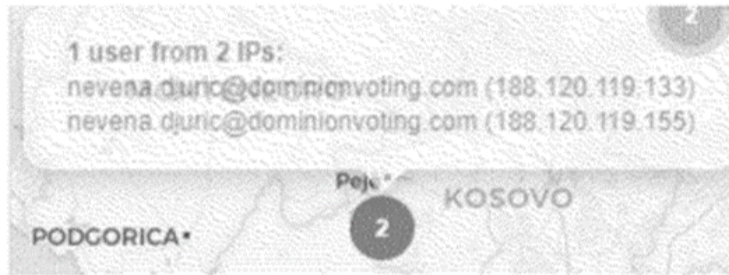 2
1 user from 2 IPs:
nevena.djuric@dominionvoting.com (188.120.119.133)
nevena.djuric@dominionvoting.com (188.120.119.155)
KOSOVO
2
PODGORICA